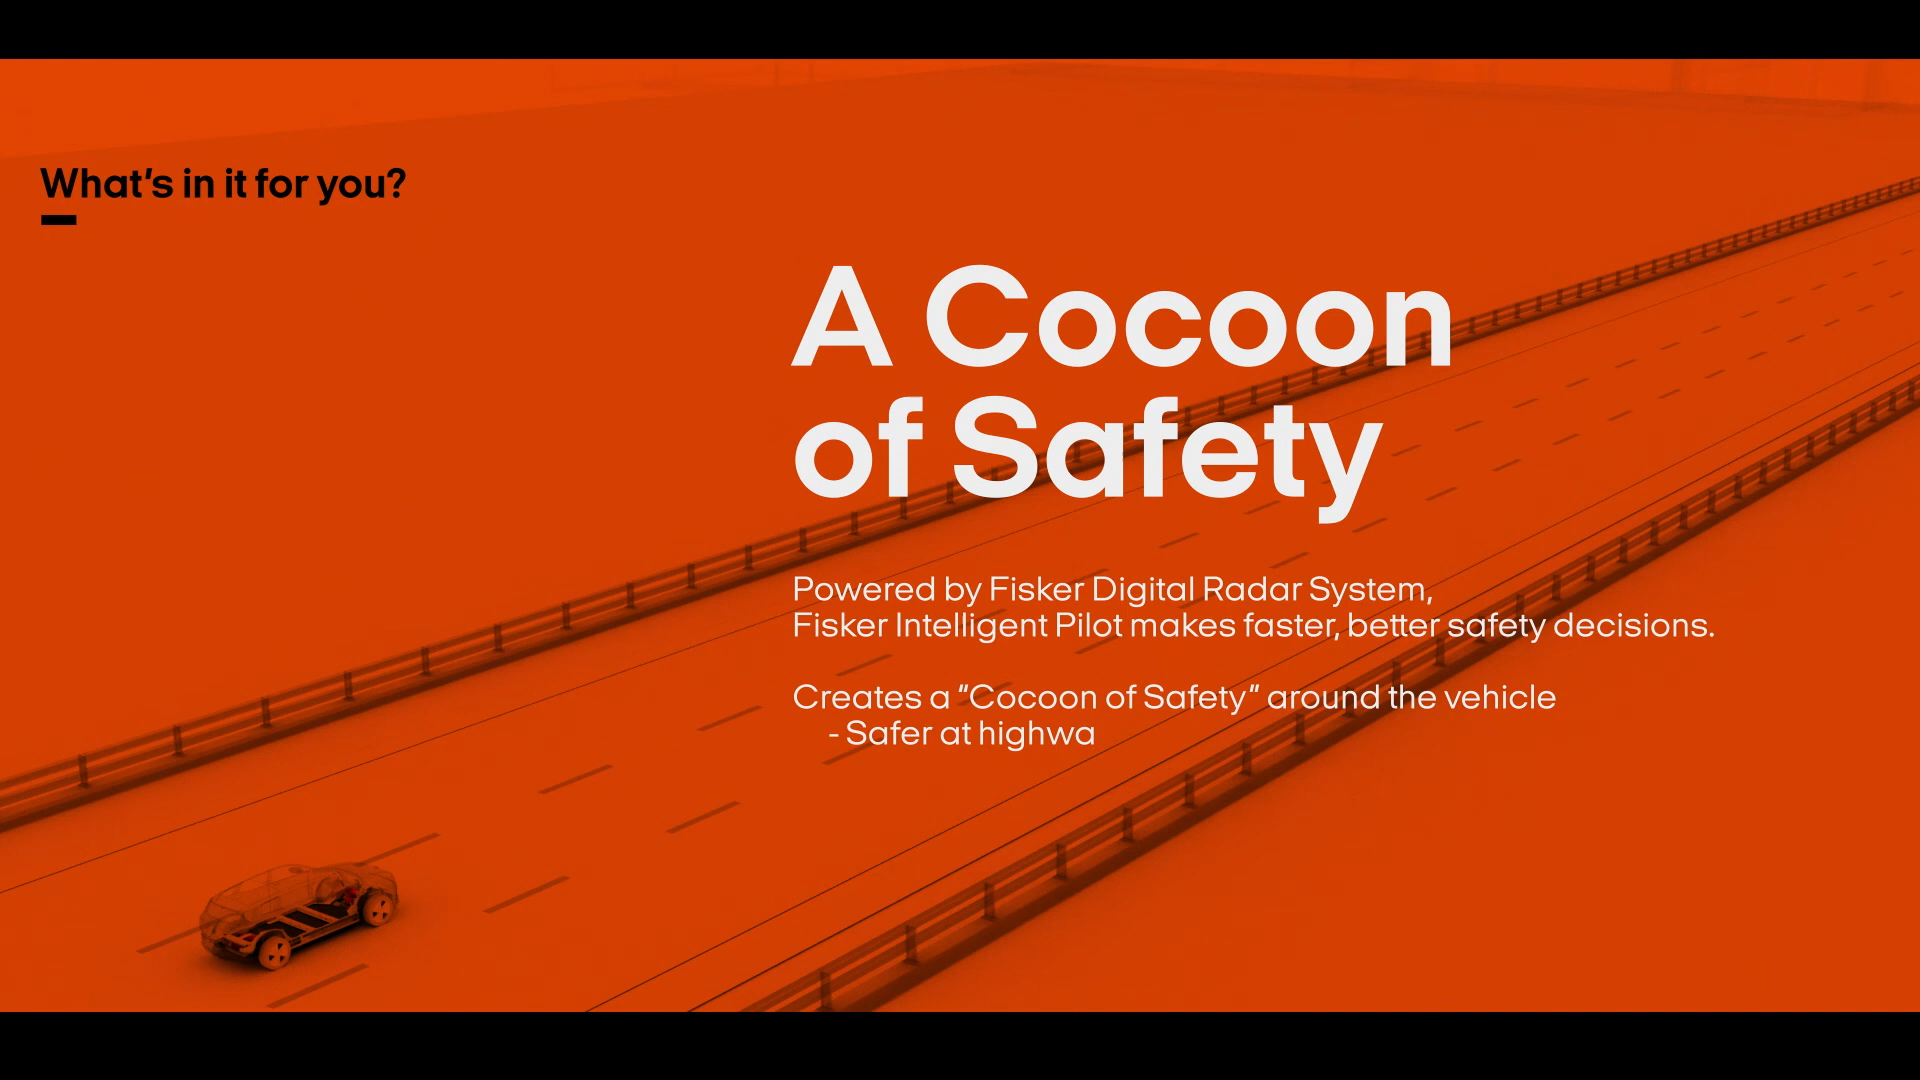 What's in it for you?
A Cocoon
of Safety
Powered by Fisker Digital Radar System,
Fisker Intelligent Pilot makes faster, better safety decisions.
Creates a "Cocoon of Safety" around the vehicle
- Safer at highwa